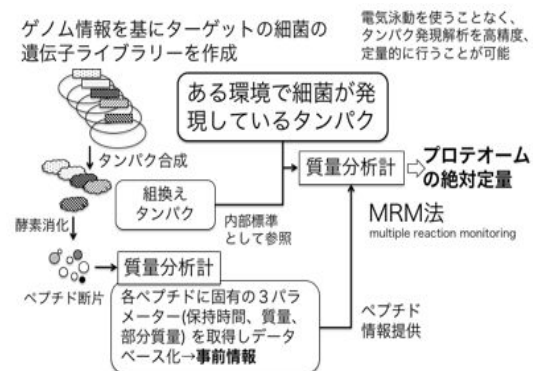 ゲノム情報を基にターゲットの細菌の
遺伝子ライブラリーを作成
電気泳動を使うことなく、
タンパク発現解析を高精度、
定量的に行うことが可能
ある環境で細菌が発
現しているタンパク
タンパク合成
組換え
タンパク
内部標準
として参照
質量分析計
プロテオーム
の絶対定量
MRM法
multiple reaction monitoring
酵素消化
ペプチド断片
質量分析計
各ペプチドに固有の３パラ
メーター(保持時間、質量、
部分質量) を取得しデータ
ベース化→事前情報
ペプチド
情報提供